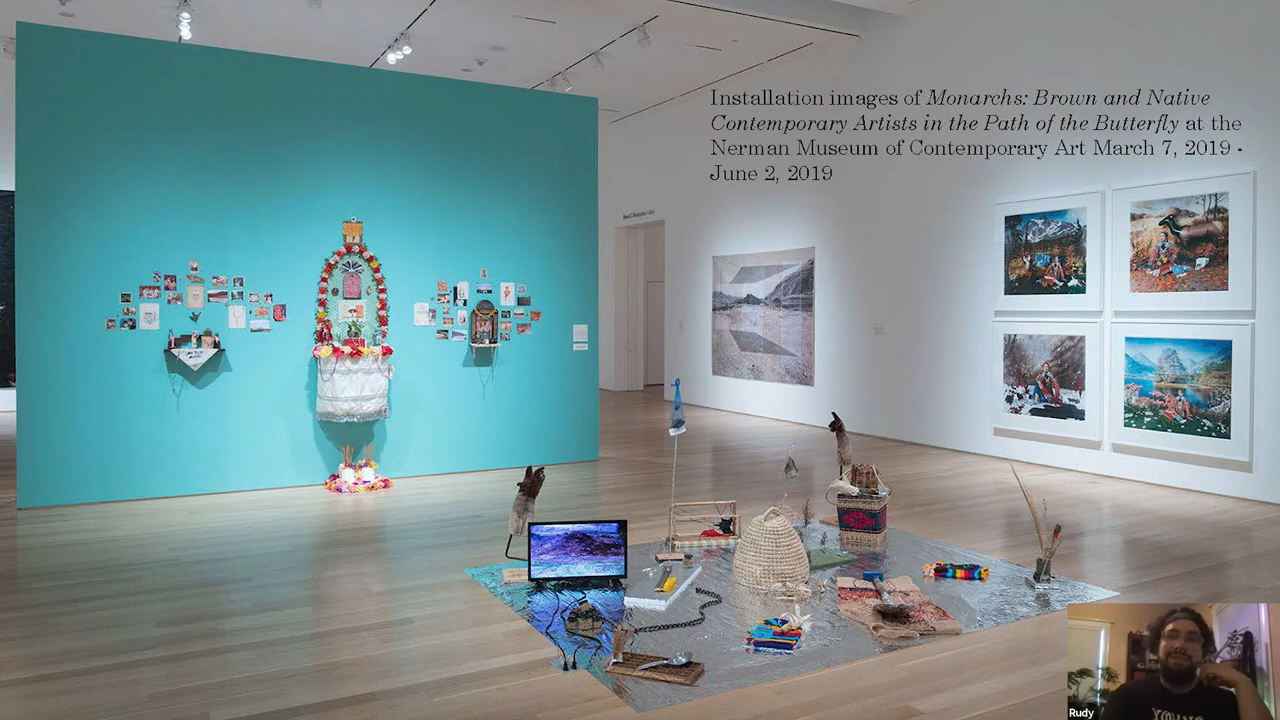 Installation images of Monarchs: Brown and Native
Contemporary Artists in the Path of the Butterfly at the
Nerman Museum of Contemporary Art March 7, 2019 -
June 2, 2019
Rudy
YOUNG